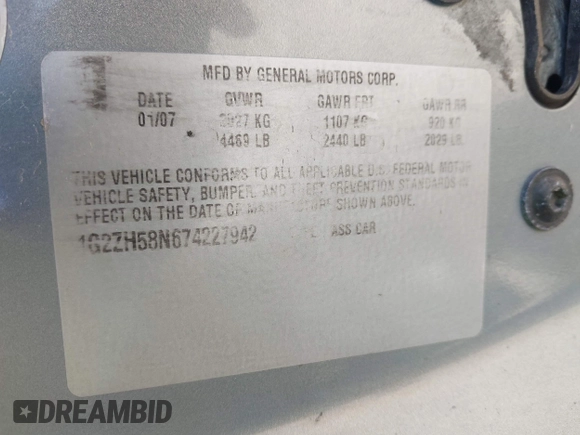 MFD BY GENERAL MOTORS CORP.
DATE GVWR GAWR FRT GAWR RR
01/07 2027 KG 1107 KG 920 KG
4469 LB 2440 LB 2029 LB
THIS VEHICLE CONFORMS TO ALL APPLICABLE U.S. FEDERAL MOTOR
VEHICLE SAFETY, BUMPER, AND THEFT PREVENTION STANDARDS IN
EFFECT ON THE DATE OF MANUFACTURE SHOWN ABOVE.
1G2ZH58N674227942 TYPE: PASS CAR
DREAMBID